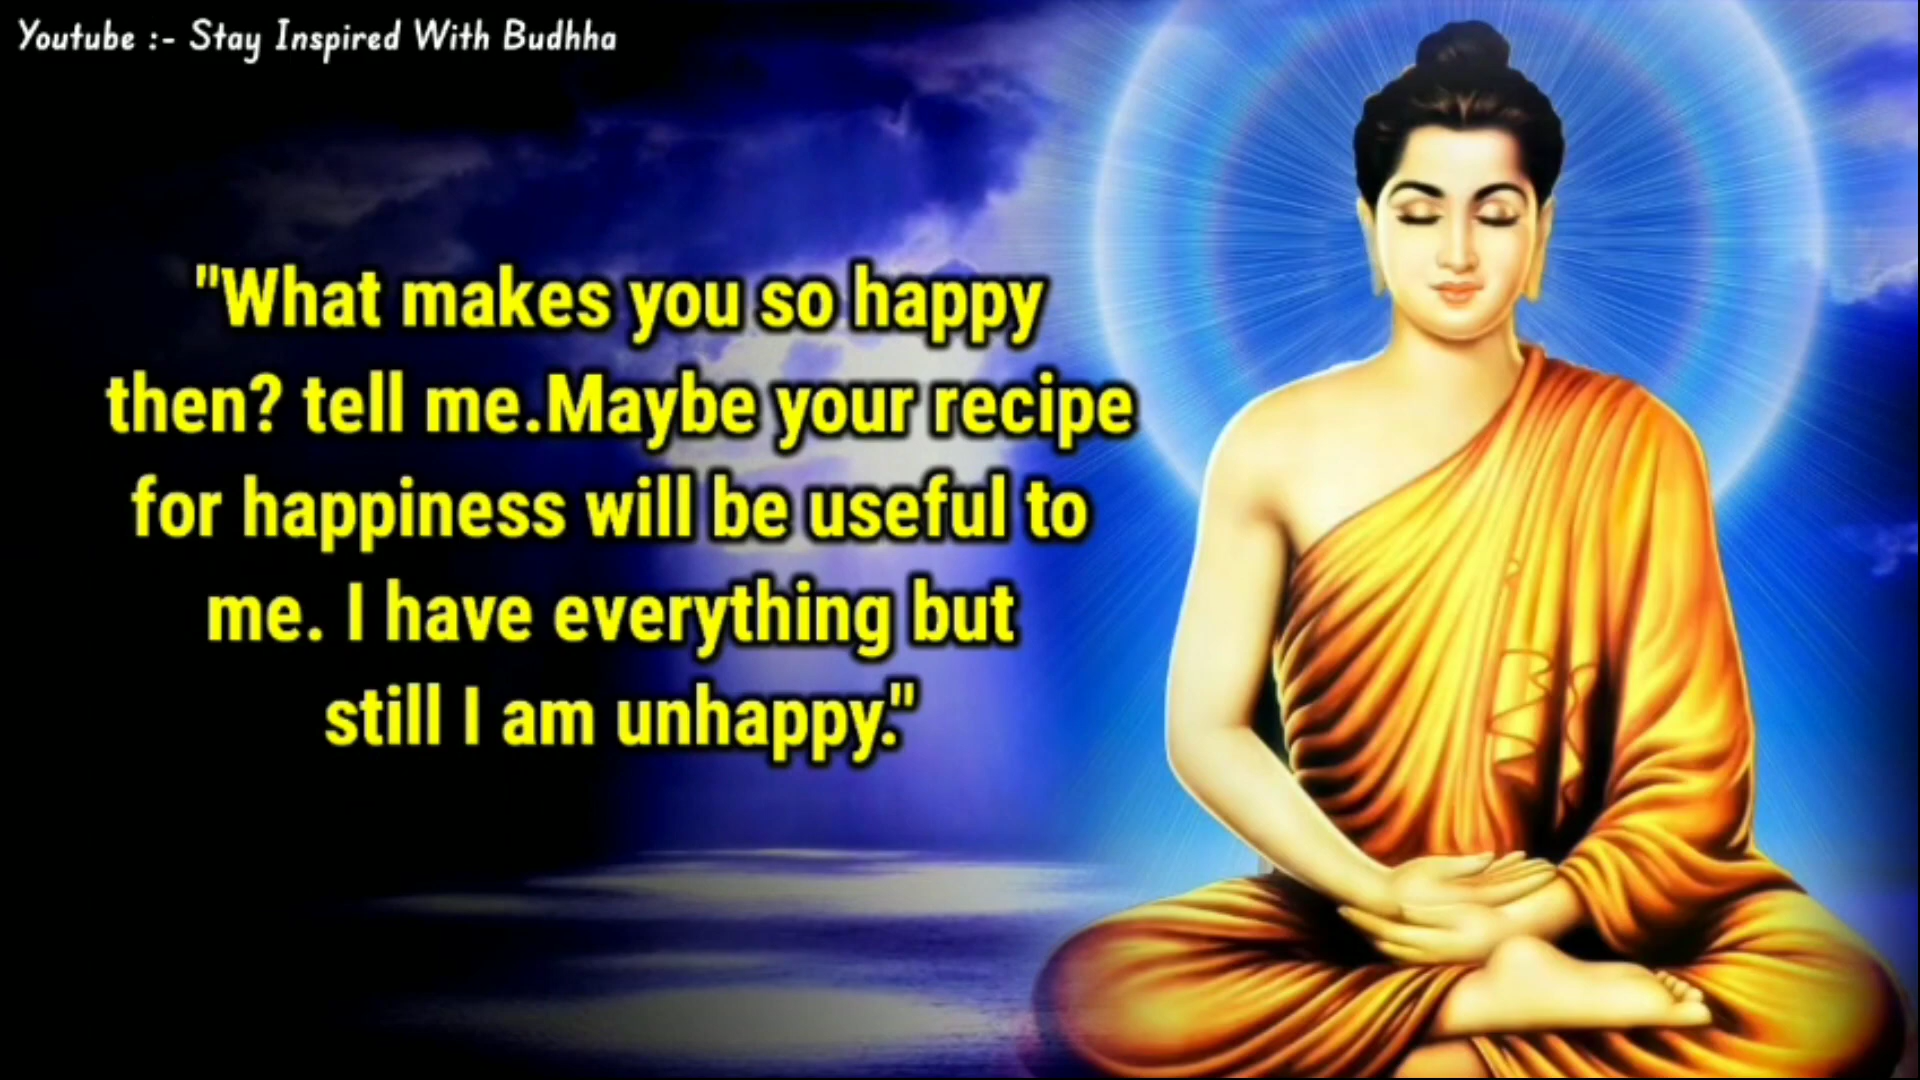 Youtube :- Stay Inspired With Budhha
"What makes you so happy
then? tell me.Maybe your recipe
for happiness will be useful to
me. I have everything but
still I am unhappy."